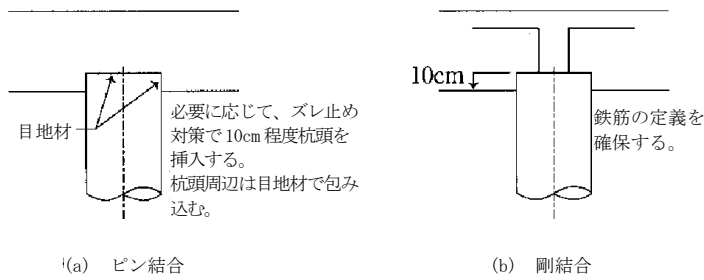 目地材
必要に応じて、ズレ止め
対策で10cm程度杭頭を
挿入する。
杭頭周辺は目地材で包み
込む。
(a) ピン結合
10cm
鉄筋の定義を
確保する。
(b) 剛結合